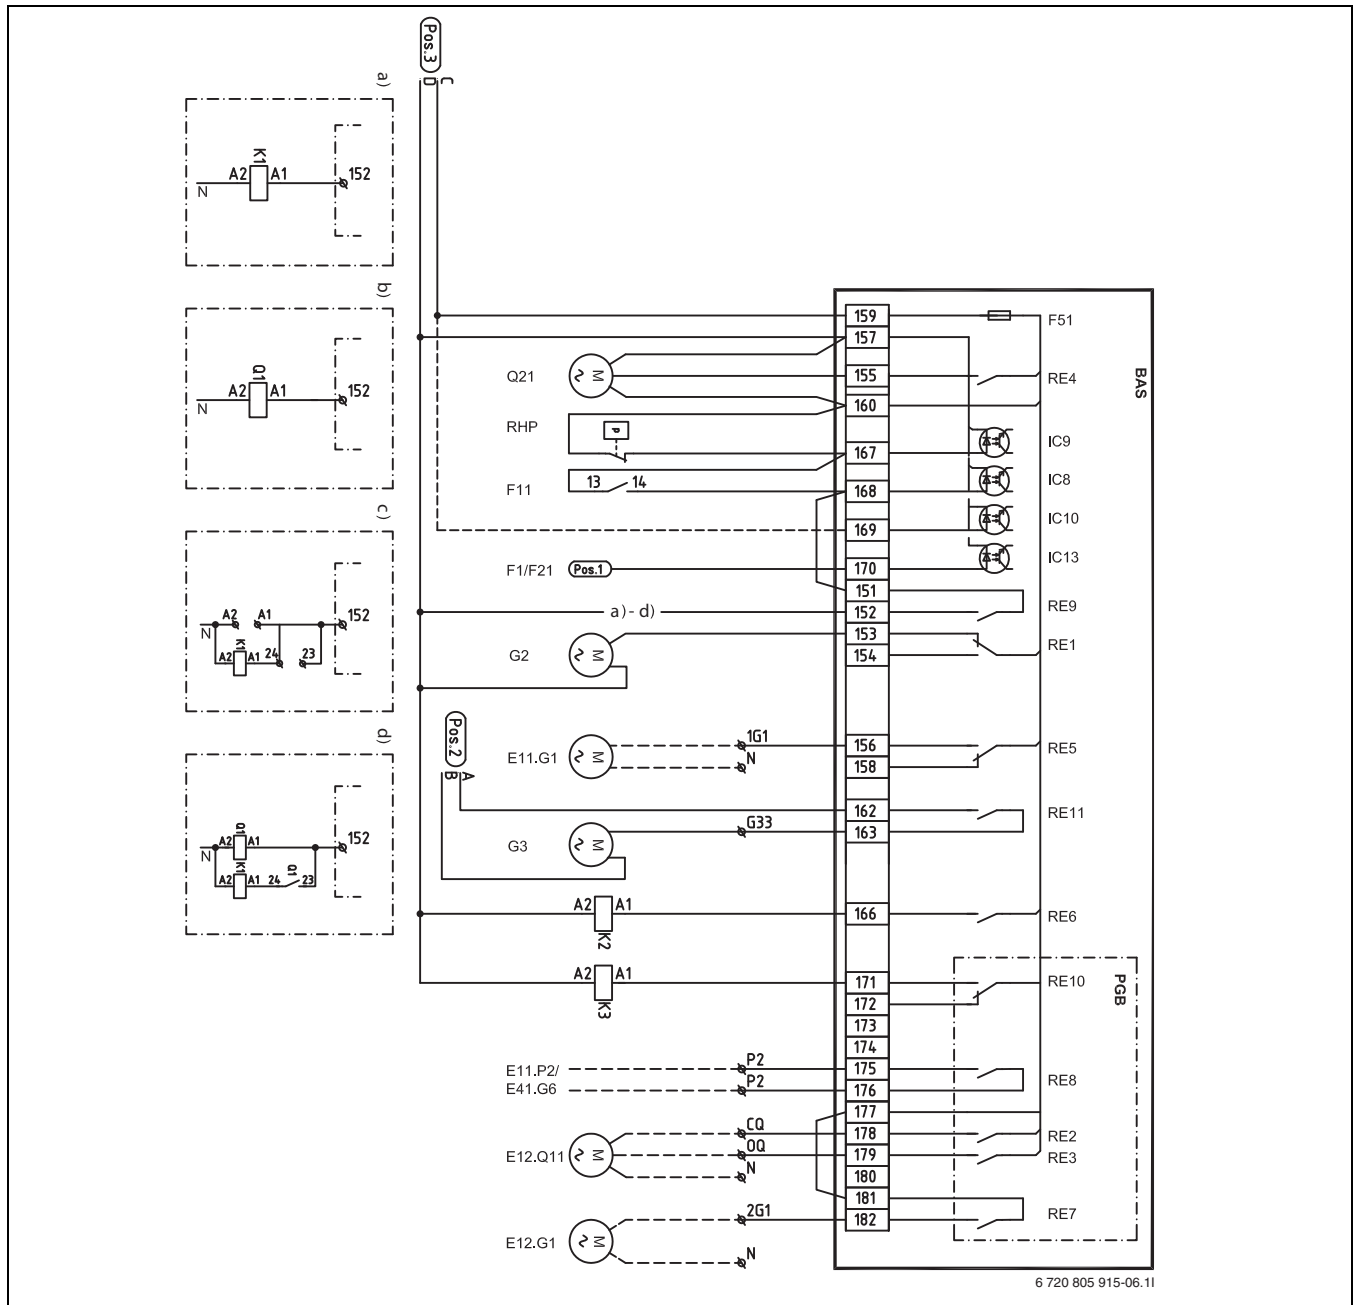 Pos.3
D C
a)
K1
A2 A1
152
N
b)
Q1
A2 A1
152
N
c)
A2 A1
152
N
K1
A2 A1 24 23
d)
Q1
A2 A1
152
N
K1
Q1
A2 A1 24 23
BAS
159
F51
157
Q21
M
155
RE4
160
RHP
P
IC9
167
F11
13 14
168
IC8
169
IC10
F1/F21
Pos.1
170
IC13
151
a)- d)
152
RE9
G2
M
153
154
RE1
Pos.2
B A
E11.G1
M
1G1
N
156
158
RE5
162
RE11
G3
M
G33
163
A2 A1
K2
166
RE6
A2 A1
K3
171
RE10
PGB
172
173
174
E11.P2/
E41.G6
P2
P2
175
176
RE8
177
E12.Q11
M
CQ
OQ
N
178
179
180
RE2
RE3
181
E12.G1
M
2G1
N
182
RE7
6 720 805 915-06.1I